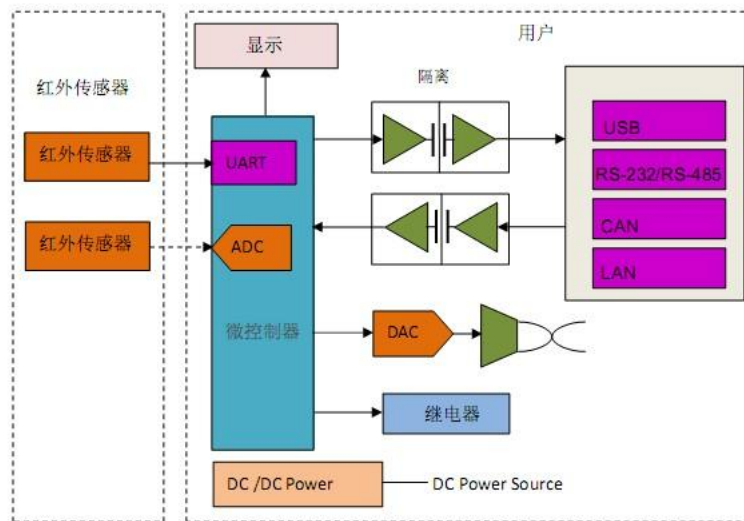 用户
显示
隔离
红外传感器
红外传感器
UART
USB
RS-232/RS-485
CAN
LAN
红外传感器
ADC
微控制器
DAC
继电器
DC /DC Power
DC Power Source